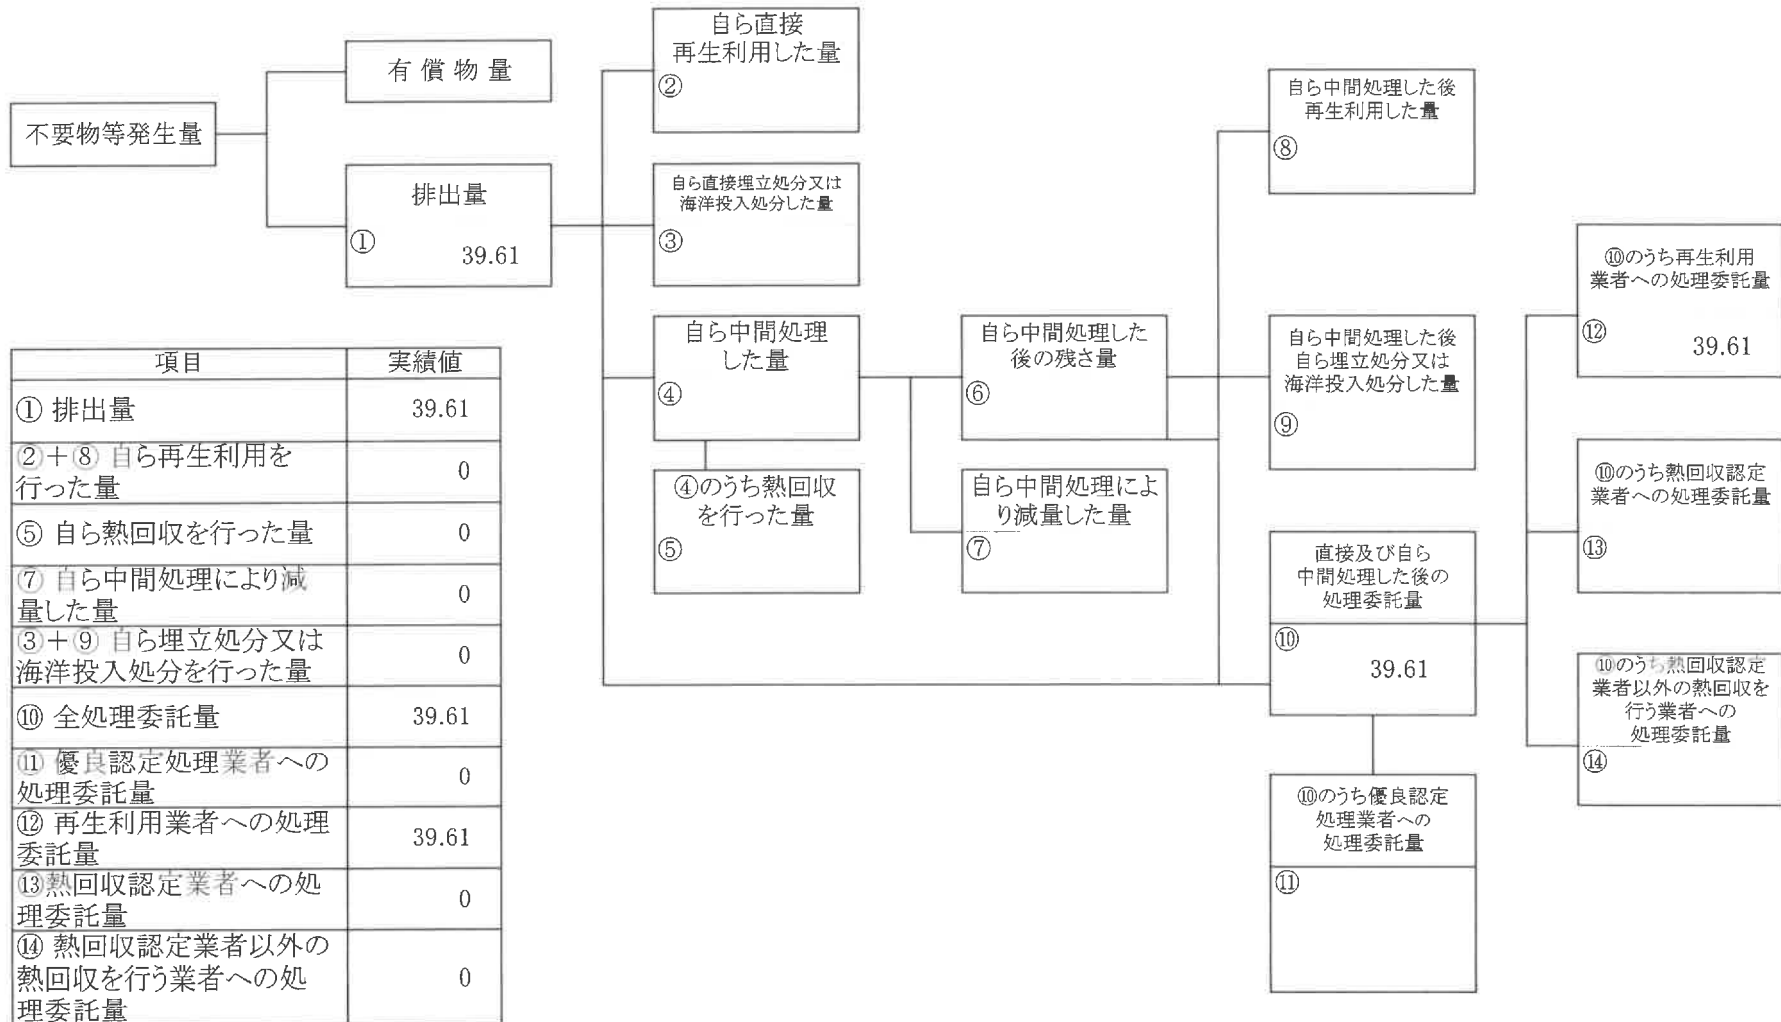 不要物等発生量
有償物量
排出量
①
39.61
自ら直接
再生利用した量
②
自ら直接埋立処分又は
海洋投入処分した量
③
自ら中間処理
した量
④
④のうち熱回収
を行った量
⑤
自ら中間処理した
後の残さ量
⑥
自ら中間処理によ
り減量した量
⑦
自ら中間処理した後
再生利用した量
⑧
自ら中間処理した後
自ら埋立処分又は
海洋投入処分した量
⑨
直接及び自ら
中間処理した後の
処理委託量
⑩
39.61
⑩のうち優良認定
処理業者への
処理委託量
⑪
⑩のうち再生利用
業者への処理委託量
⑫
39.61
⑩のうち熱回収認定
業者への処理委託量
⑬
⑩のうち熱回収認定
業者以外の熱回収を
行う業者への
処理委託量
⑭
項目 実績値
① 排出量 39.61
②+⑧ 自ら再生利用を
行った量 0
⑤ 自ら熱回収を行った量 0
⑦ 自ら中間処理により減
量した量 0
③+⑨ 自ら埋立処分又は
海洋投入処分を行った量 0
⑩ 全処理委託量 39.61
⑪ 優良認定処理業者への
処理委託量 0
⑫ 再生利用業者への処理
委託量 39.61
⑬熱回収認定業者への処
理委託量 0
⑭ 熱回収認定業者以外の
熱回収を行う業者への処
理委託量 0